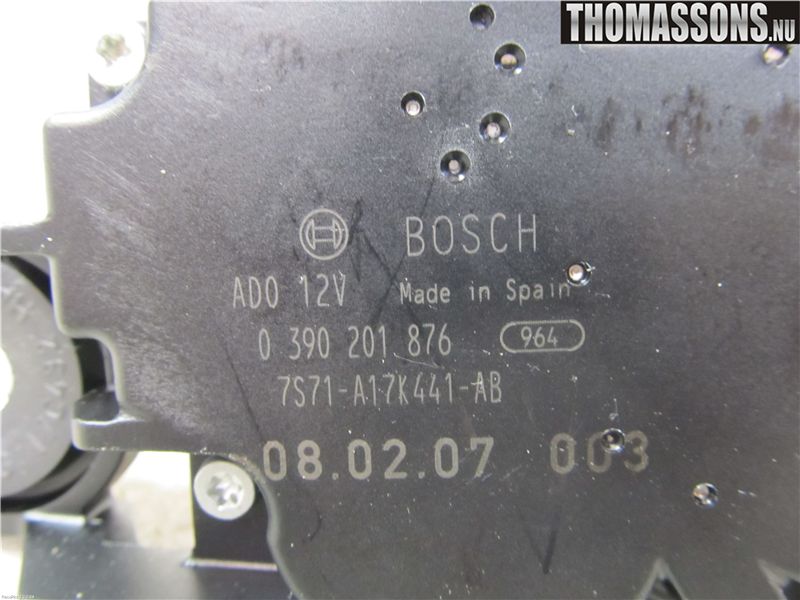 THOMASSONS.NU
BOSCH
ADO 12V Made in Spain
0 390 201 876 964
7S71-A17K441-AB
08.02.07 003